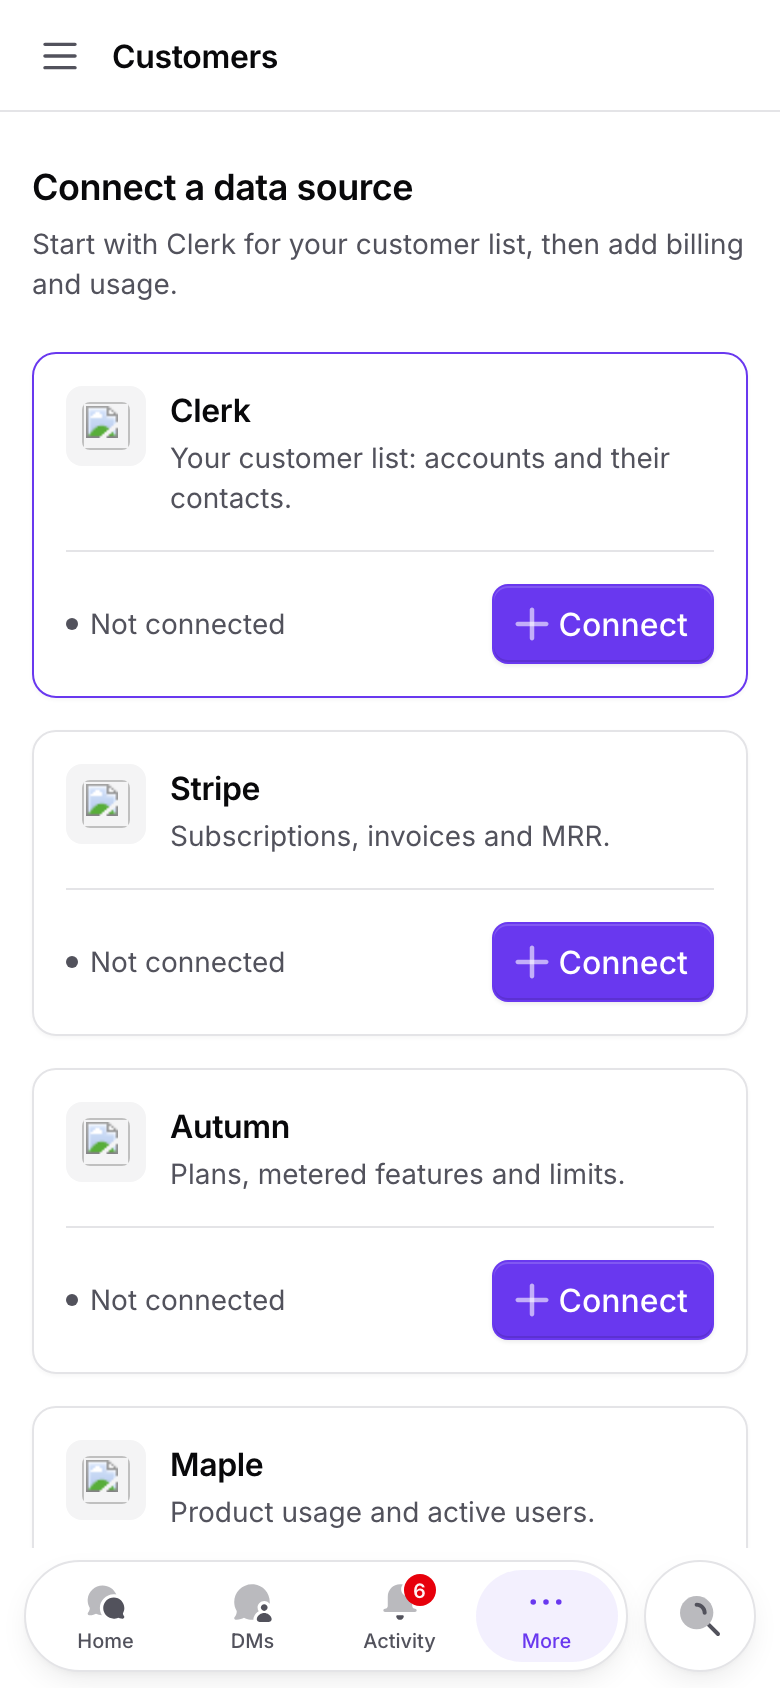 Customers
Connect a data source
Start with Clerk for your customer list, then add billing
and usage.
Clerk
Your customer list: accounts and their
contacts.
Not connected
Connect
Stripe
Subscriptions, invoices and MRR.
Not connected
Connect
Autumn
Plans, metered features and limits.
Not connected
Connect
Maple
Product usage and active users.
6
Home
DMs
Activity
More